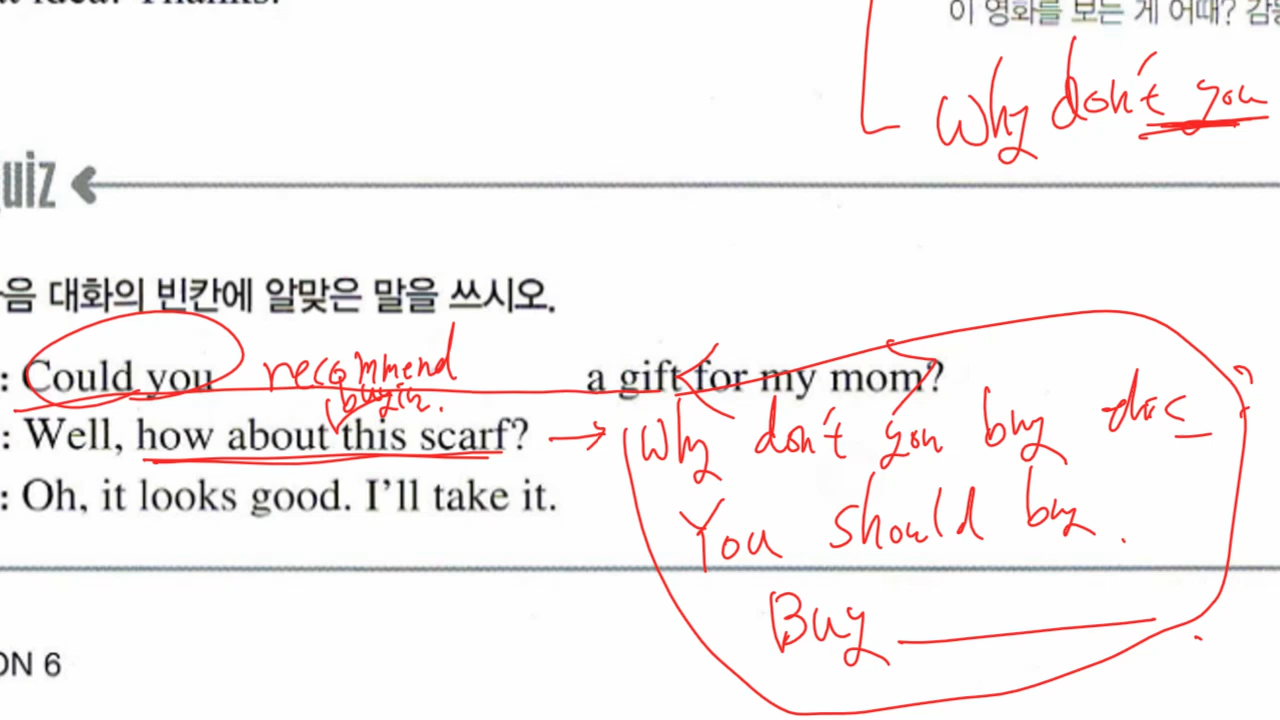 이 영화를 보는 게 어때?
Why don't you
uiz
음 대화의 빈칸에 알맞은 말을 쓰시오.
: Could you recommend a gift for my mom?
buying.
: Well, how about this scarf? → Why don't you buy this
: Oh, it looks good. I'll take it.
You should buy.
Buy
ON 6